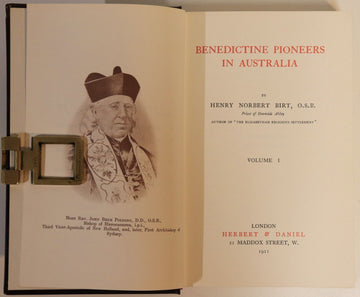 Most Rev. John Bede Polding, D.D., O.S.B.,
Bishop of
Third Vicar-Apostolic of New Holland, and, later, First Archbishop of
Sydney.
BENEDICTINE PIONEERS
IN AUSTRALIA
BY
HENRY NORBERT BIRT, O.S.B.
Priest of Downside Abbey
AUTHOR OF "THE ELIZABETHAN RELIGIOUS SETTLEMENT"
VOLUME I
LONDON
HERBERT & DANIEL
21 MADDOX STREET, W.
1911